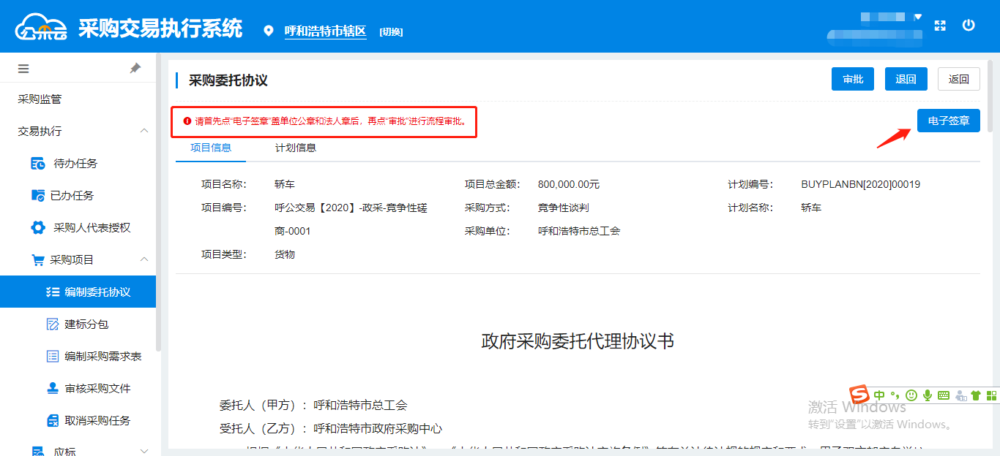 公采云 采购交易执行系统 呼和浩特市辖区 [切换]
采购监管
交易执行
待办任务
已办任务
采购人代表授权
采购项目
编制委托协议
建标分包
编制采购需求表
审核采购文件
取消采购任务
应标
采购委托协议 审批 退回 返回
请首先点“电子签章”盖单位公章和法人章后，再点“审批”进行流程审批。
电子签章
项目信息 计划信息
项目名称： 轿车 项目总金额： 800,000.00元 计划编号： BUYPLANBN[2020]00019
项目编号： 呼公交易【2020】-政采-竞争性磋 采购方式： 竞争性谈判 计划名称： 轿车
商-0001 采购单位： 呼和浩特市总工会
项目类型： 货物
政府采购委托代理协议书
委托人（甲方）：呼和浩特市总工会
受托人（乙方）：呼和浩特市政府采购中心
中
激活 Windows
转到“设置”以激活 Windows。